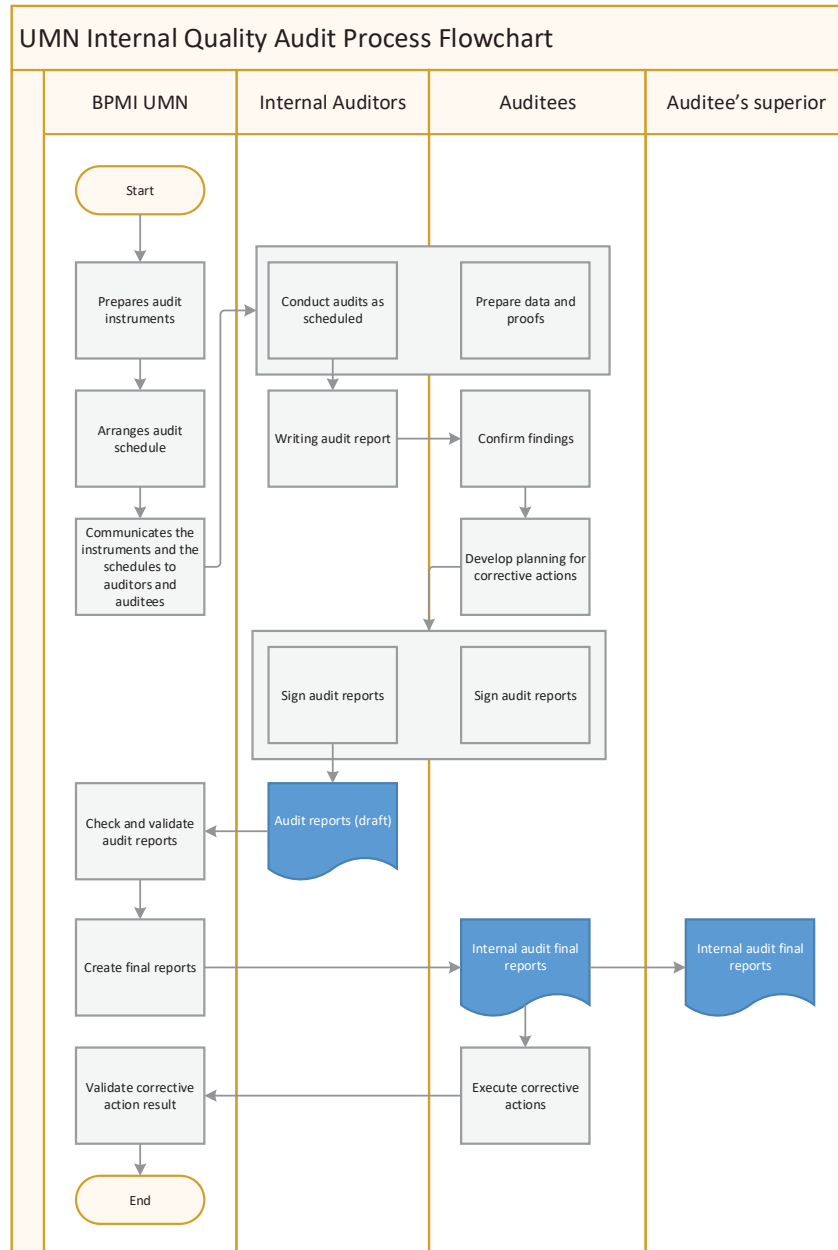 UMN Internal Quality Audit Process Flowchart
BPMI UMN
Internal Auditors
Auditees
Auditee's superior
Start
Prepares audit
instruments
Conduct audits as
scheduled
Prepare data and
proofs
Arranges audit
schedule
Writing audit report
Confirm findings
Communicates the
instruments and the
schedules to
auditors and
auditees
Develop planning for
corrective actions
Sign audit reports
Sign audit reports
Check and validate
audit reports
Audit reports (draft)
Create final reports
Internal audit final
reports
Internal audit final
reports
Validate corrective
action result
Execute corrective
actions
End